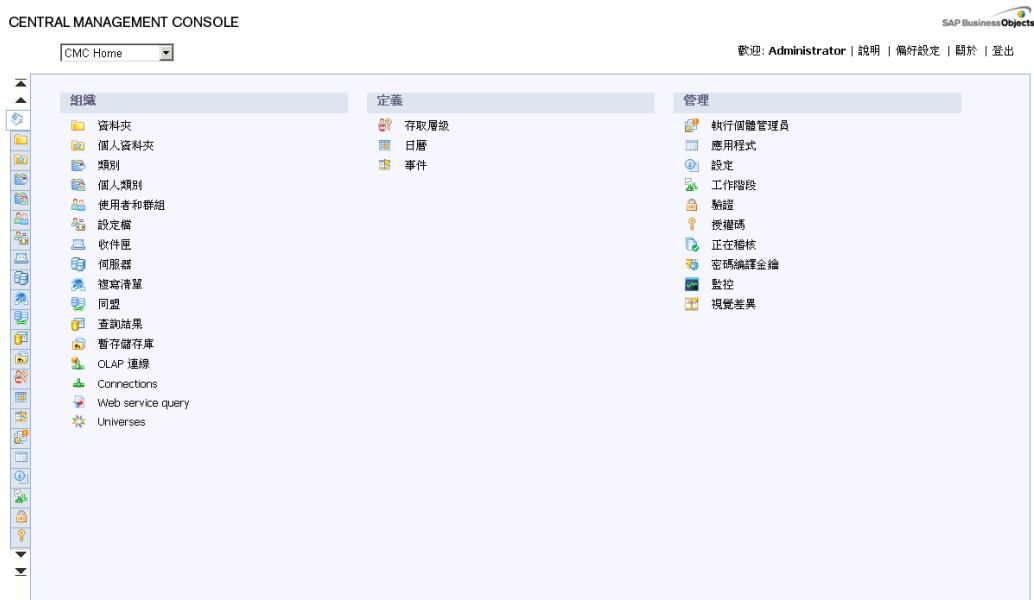 CENTRAL MANAGEMENT CONSOLE
SAP BusinessObjects
CMC Home
歡迎: Administrator | 說明 | 偏好設定 | 關於 | 登出
組織
資料夾
個人資料夾
類別
個人類別
使用者和群組
設定檔
收件匣
伺服器
複寫清單
同盟
查詢結果
暫存儲存庫
OLAP 連線
Connections
Web service query
Universes
定義
存取層級
日曆
事件
管理
執行個體管理員
應用程式
設定
工作階段
驗證
授權碼
正在稽核
密碼編譯金鑰
監控
視覺差異